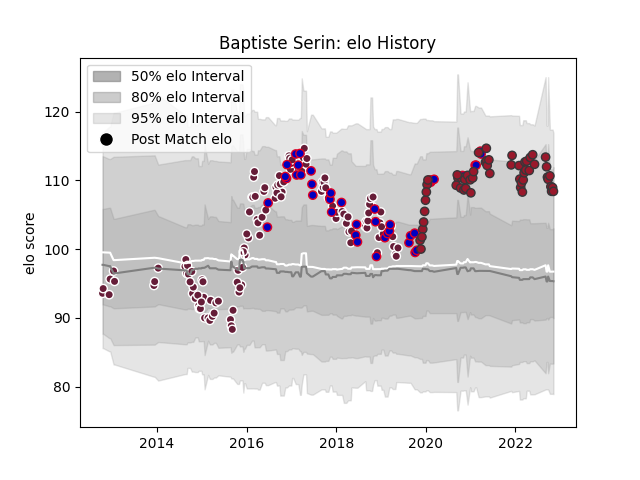 Baptiste Serin: elo History
50% elo Interval
80% elo Interval
95% elo Interval
Post Match elo
elo score
120
110
100
90
80
2014
2016
2018
2020
2022